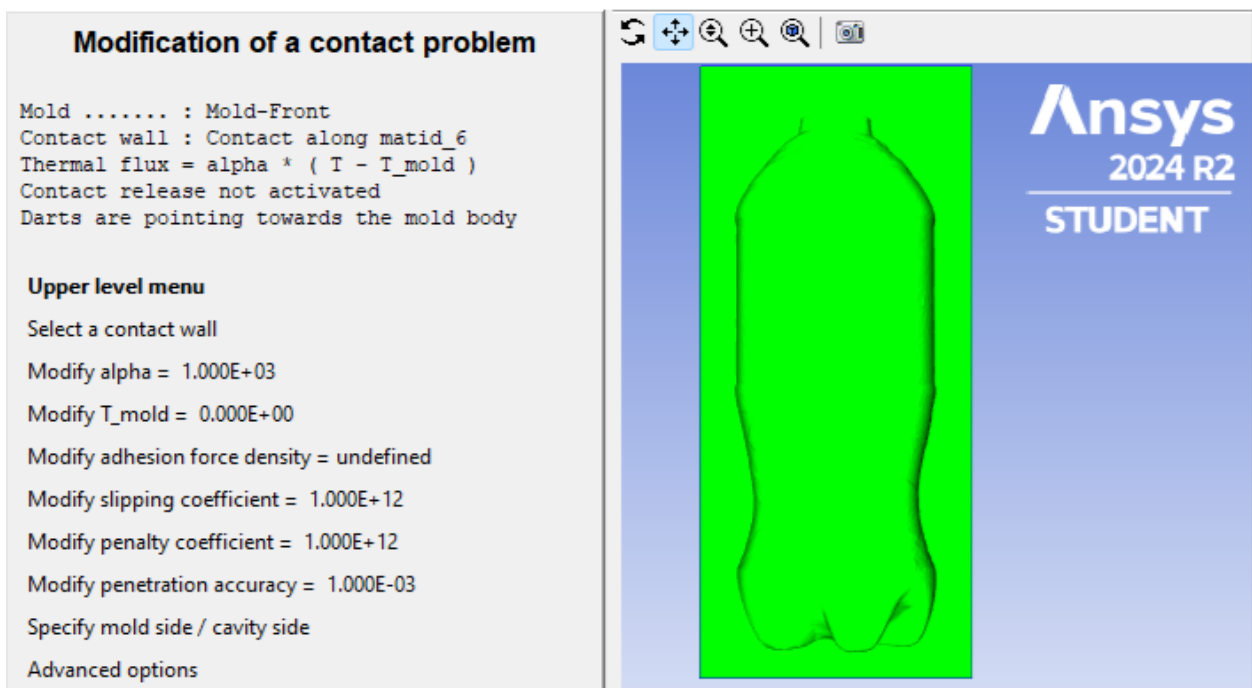 Modification of a contact problem
Mold ....... : Mold-Front
Contact wall : Contact along matid_6
Thermal flux = alpha * ( T - T_mold )
Contact release not activated
Darts are pointing towards the mold body
Upper level menu
Select a contact wall
Modify alpha = 1.000E+03
Modify T_mold = 0.000E+00
Modify adhesion force density = undefined
Modify slipping coefficient = 1.000E+12
Modify penalty coefficient = 1.000E+12
Modify penetration accuracy = 1.000E-03
Specify mold side / cavity side
Advanced options
Ansys
2024 R2
STUDENT